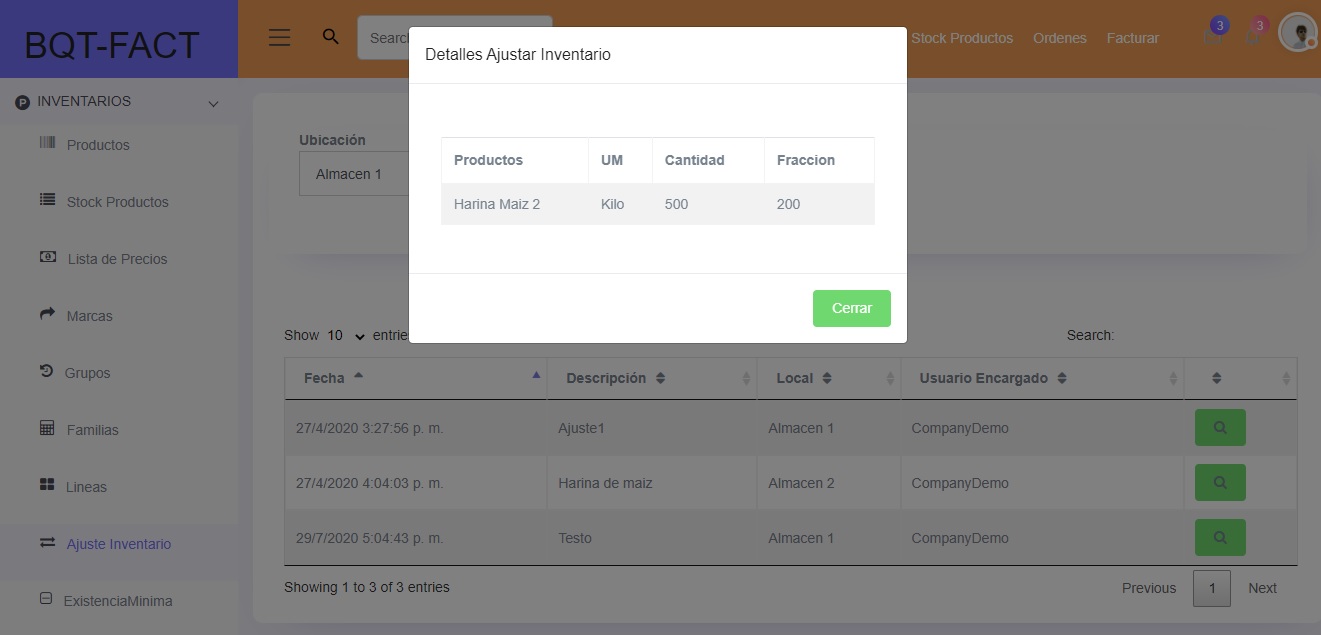 BQT-FACT
Stock Productos Ordenes Facturar
3 3
Detalles Ajustar Inventario
Productos UM Cantidad Fraccion
Harina Maiz 2 Kilo 500 200
Cerrar
INVENTARIOS
Productos
Stock Productos
Lista de Precios
Marcas
Grupos
Familias
Lineas
Ajuste Inventario
ExistenciaMinima
Ubicación
Almacen 1
Show 10
Search:
Fecha Descripción Local Usuario Encargado
27/4/2020 3:27:56 p. m. Ajuste1 Almacen 1 CompanyDemo
27/4/2020 4:04:03 p. m. Harina de maiz Almacen 2 CompanyDemo
29/7/2020 5:04:43 p. m. Testo Almacen 1 CompanyDemo
Showing 1 to 3 of 3 entries
Previous 1 Next